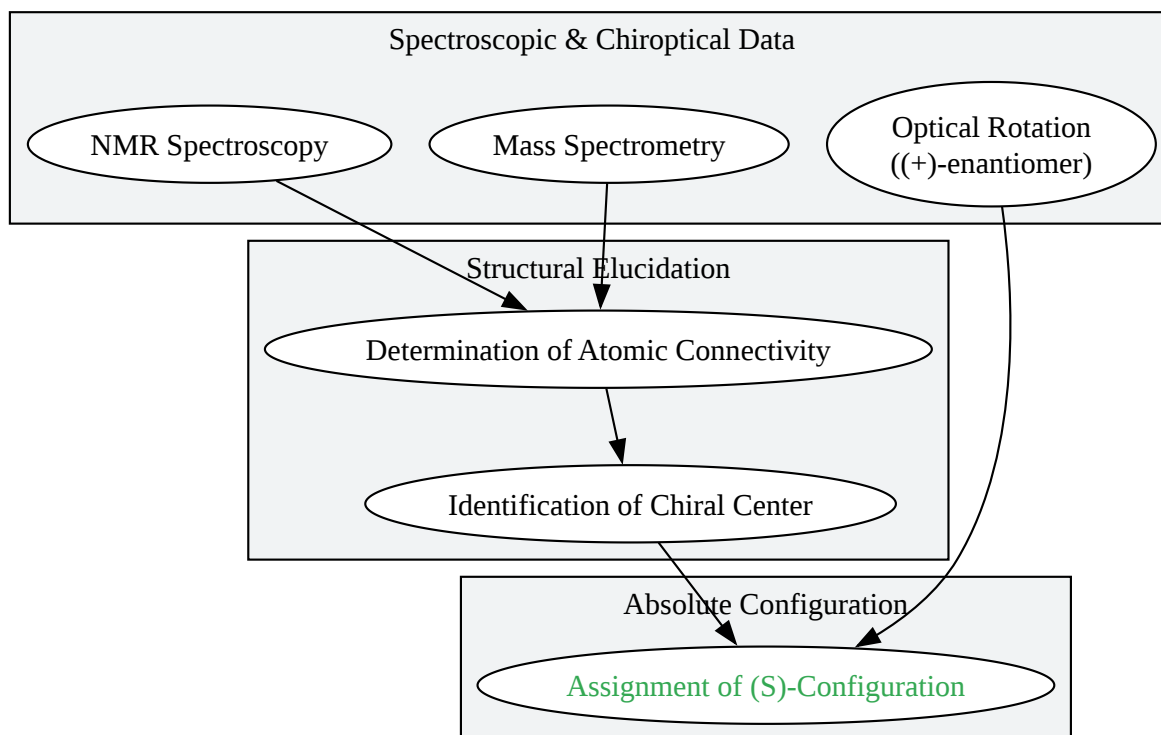 Spectroscopic & Chiroptical Data
NMR Spectroscopy
Mass Spectrometry
Optical Rotation
((+)-enantiomer)
Structural Elucidation
Determination of Atomic Connectivity
Identification of Chiral Center
Absolute Configuration
Assignment of (S)-Configuration